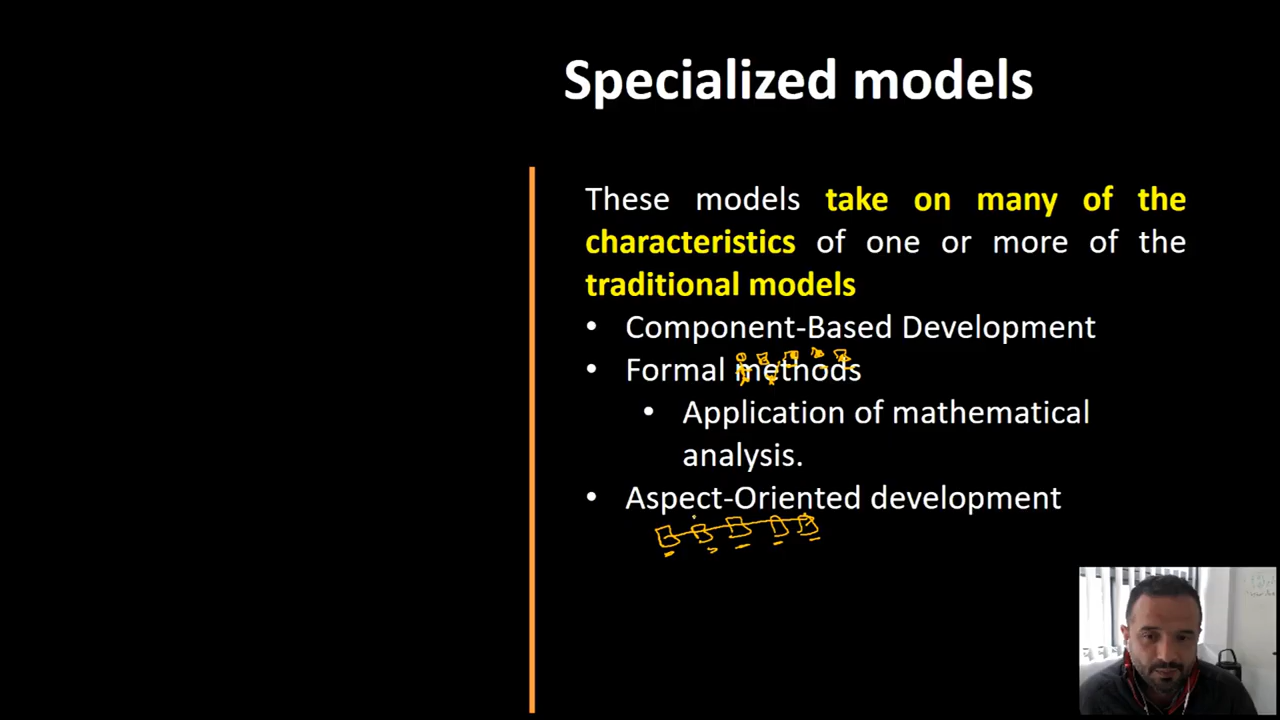 Specialized models
These models take on many of the
characteristics of one or more of the
traditional models
• Component-Based Development
• Formal methods
• Application of mathematical
analysis.
• Aspect-Oriented development